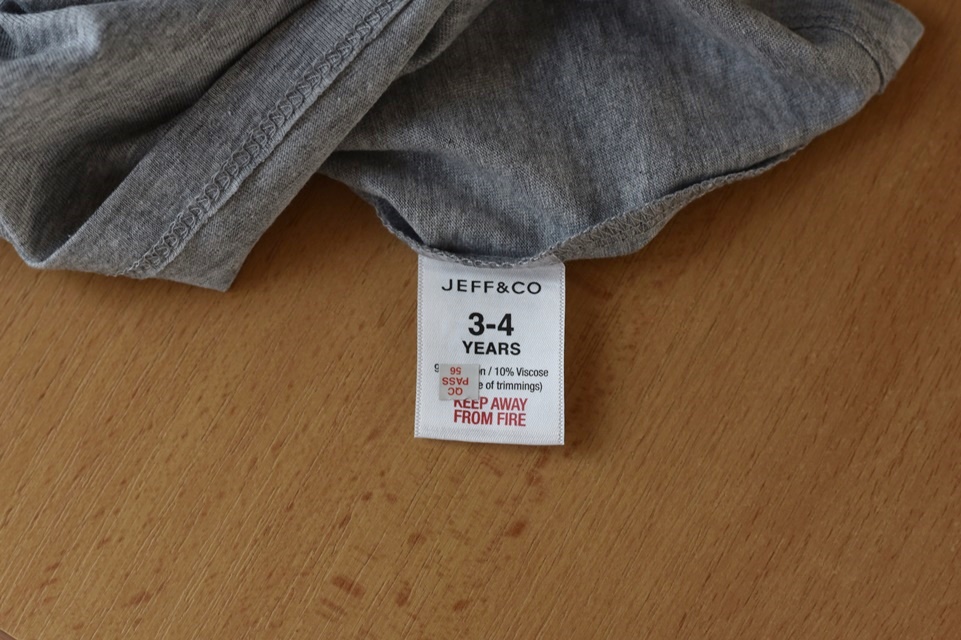 JEFF&CO
3-4
YEARS
/ 10% Viscose
e of trimmings)
KEEP AWAY
FROM FIRE
QC
PASS
56